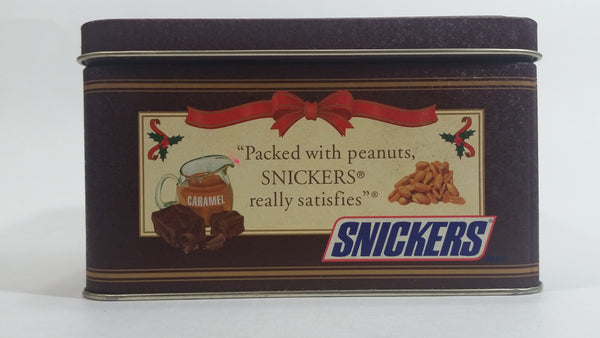 "Packed with peanuts,
SNICKERS®
really satisfies"®
CARAMEL
SNICKERS